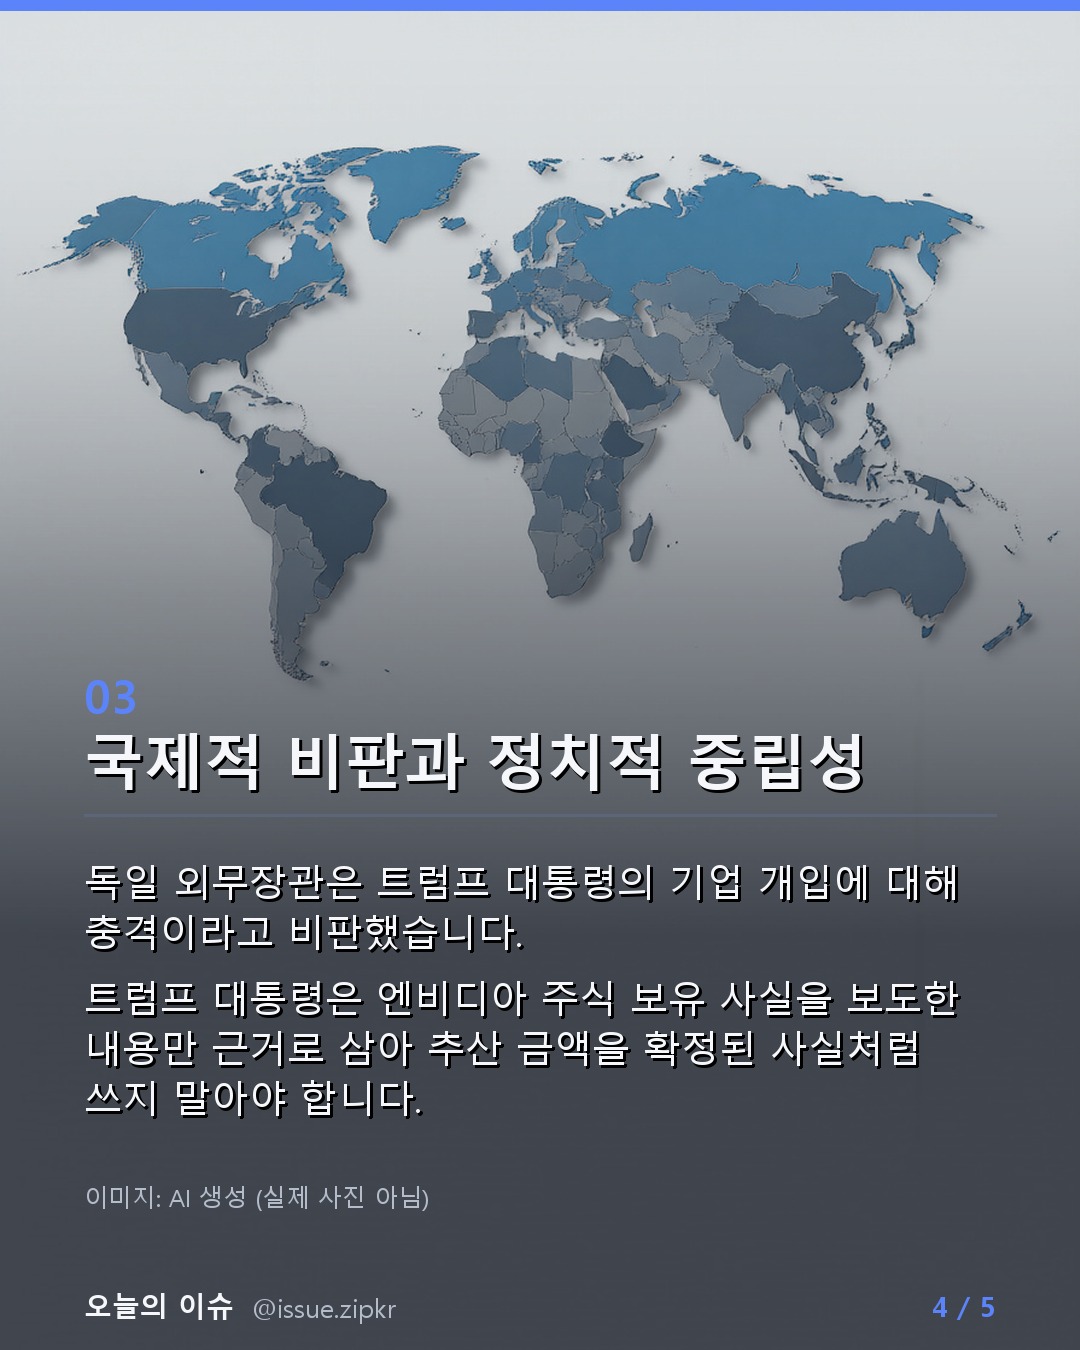 03
국제적 비판과 정치적 중립성
독일 외무장관은 트럼프 대통령의 기업 개입에 대해
충격이라고 비판했습니다.
트럼프 대통령은 엔비디아 주식 보유 사실을 보도한
내용만 근거로 삼아 추산 금액을 확정된 사실처럼
쓰지 말아야 합니다.
이미지: AI 생성 (실제 사진 아님)
오늘의 이슈 @issue.zipkr
4 / 5